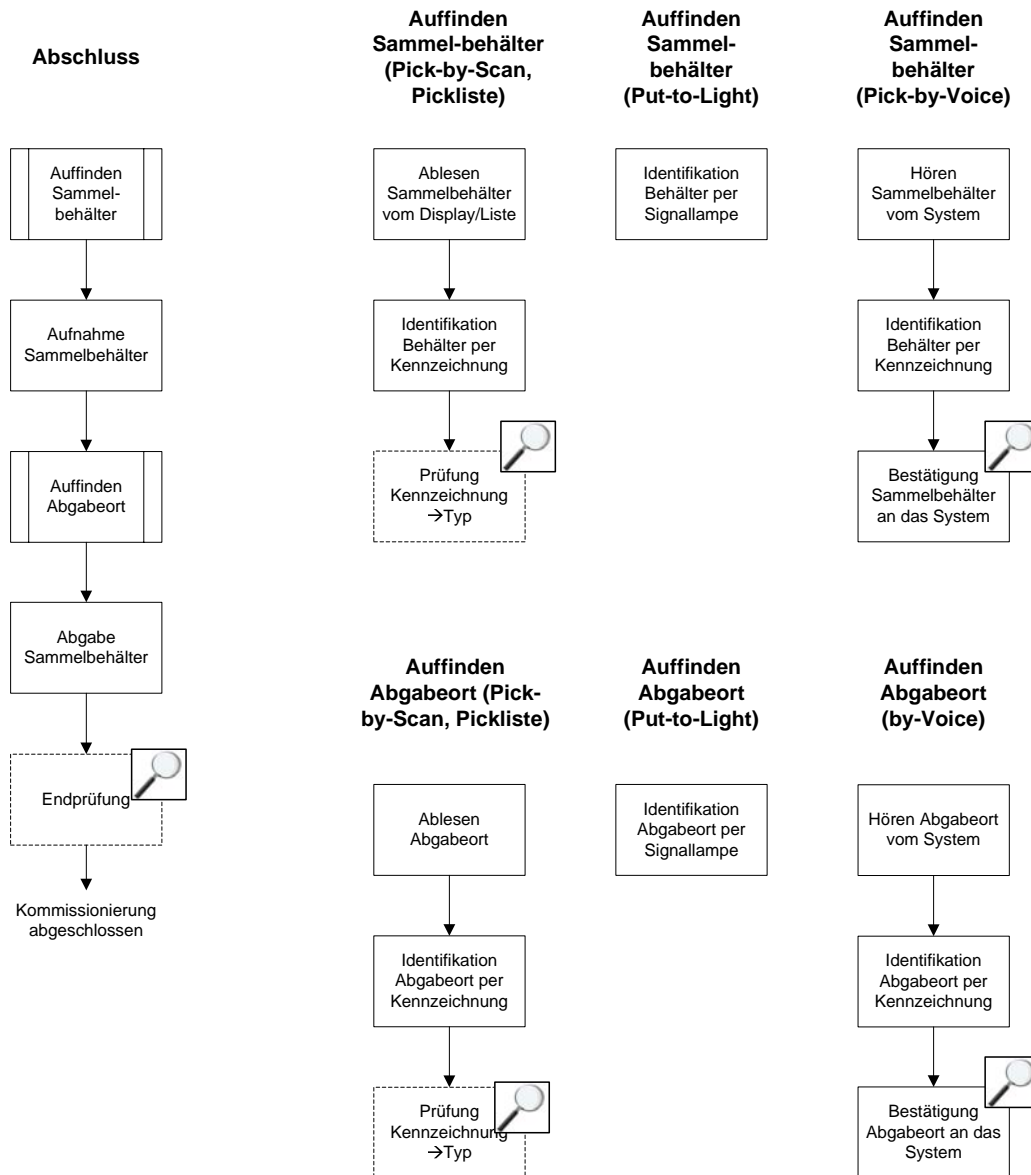 Abschluss
Auffinden
Sammel-
behälter
Aufnahme
Sammelbehälter
Auffinden
Abgabeort
Abgabe
Sammelbehälter
Endprüfung
Kommissionierung
abgeschlossen
Auffinden
Sammel-behälter
(Pick-by-Scan,
Pickliste)
Ablesen
Sammelbehälter
vom Display/Liste
Identifikation
Behälter per
Kennzeichnung
Prüfung
Kennzeichnung
→Typ
Auffinden
Sammel-
behälter
(Put-to-Light)
Identifikation
Behälter per
Signallampe
Auffinden
Sammel-
behälter
(Pick-by-Voice)
Hören
Sammelbehälter
vom System
Identifikation
Behälter per
Kennzeichnung
Bestätigung
Sammelbehälter
an das System
Auffinden
Abgabeort (Pick-
by-Scan, Pickliste)
Ablesen
Abgabeort
Identifikation
Abgabeort per
Kennzeichnung
Prüfung
Kennzeichnung
→Typ
Auffinden
Abgabeort
(Put-to-Light)
Identifikation
Abgabeort per
Signallampe
Auffinden
Abgabeort
(by-Voice)
Hören Abgabeort
vom System
Identifikation
Abgabeort per
Kennzeichnung
Bestätigung
Abgabeort an das
System